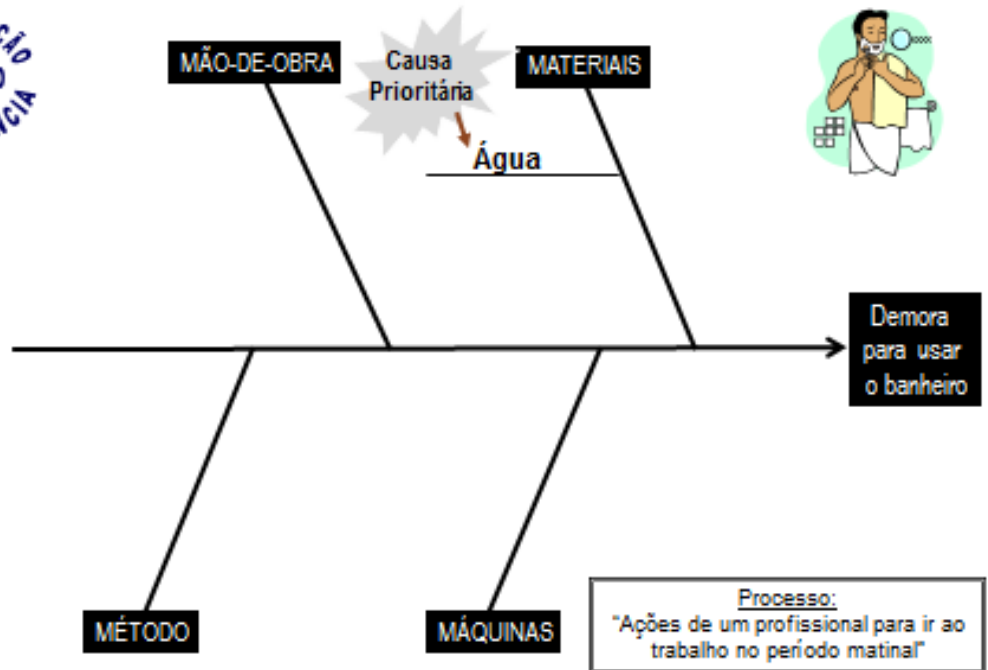 MÃO-DE-OBRA
Causa
Prioritária
MATERIAIS
Água
Demora
para usar
o banheiro
MÉTODO
MÁQUINAS
Processo:
"Ações de um profissional para ir ao
trabalho no período matinal"